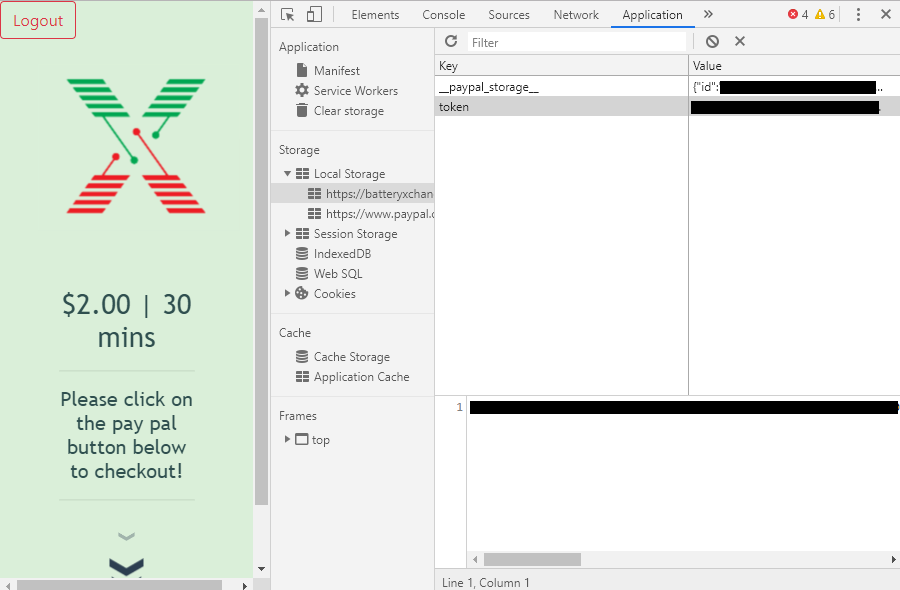 Logout
$2.00 | 30
mins
Please click on
the pay pal
button below
to checkout!
Elements Console Sources Network Application » 4 6
Application
Manifest
Service Workers
Clear storage
Storage
Local Storage
https://batteryxchan
https://www.paypal.c
Session Storage
IndexedDB
Web SQL
Cookies
Cache
Cache Storage
Application Cache
Frames
top
Filter
Key Value
__paypal_storage__ {"id": ..
token
1
Line 1, Column 1